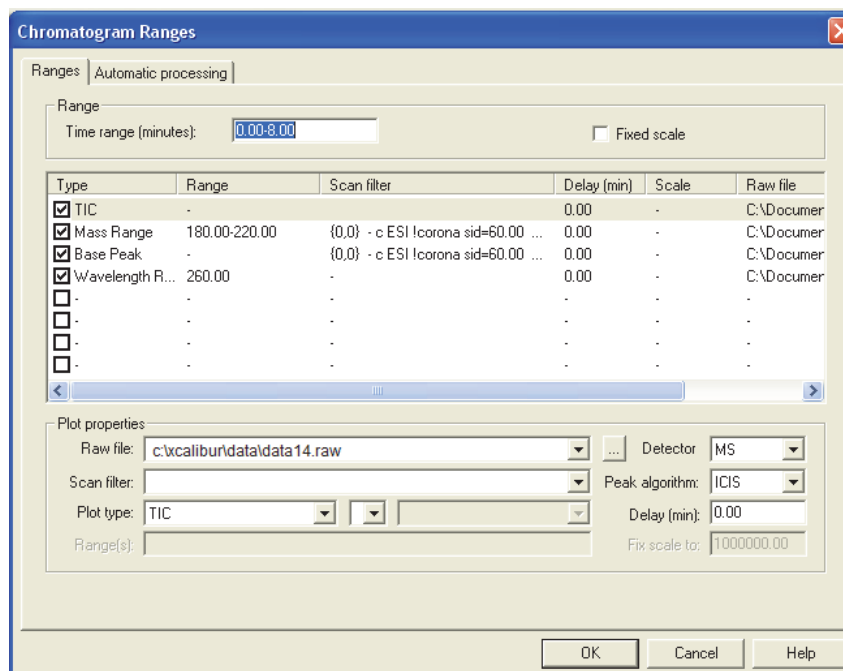 Chromatogram Ranges
Ranges Automatic processing
Range
Time range (minutes): 0.00-8.00 Fixed scale
Type Range Scan filter Delay (min) Scale Raw file
TIC - - 0.00 - C:\Documer
Mass Range 180.00-220.00 {0,0} - c ESI !corona sid=60.00 ... 0.00 - C:\Documer
Base Peak - {0,0} - c ESI !corona sid=60.00 ... 0.00 - C:\Documer
Wavelength R... 260.00 - 0.00 - C:\Documer
- - - - - -
- - - - - -
- - - - - -
- - - - - -
Plot properties
Raw file: c:\xcalibur\data\data14.raw ... Detector MS
Scan filter: Peak algorithm: ICIS
Plot type: TIC Delay (min): 0.00
Range(s): Fix scale to: 1000000.00
OK Cancel Help